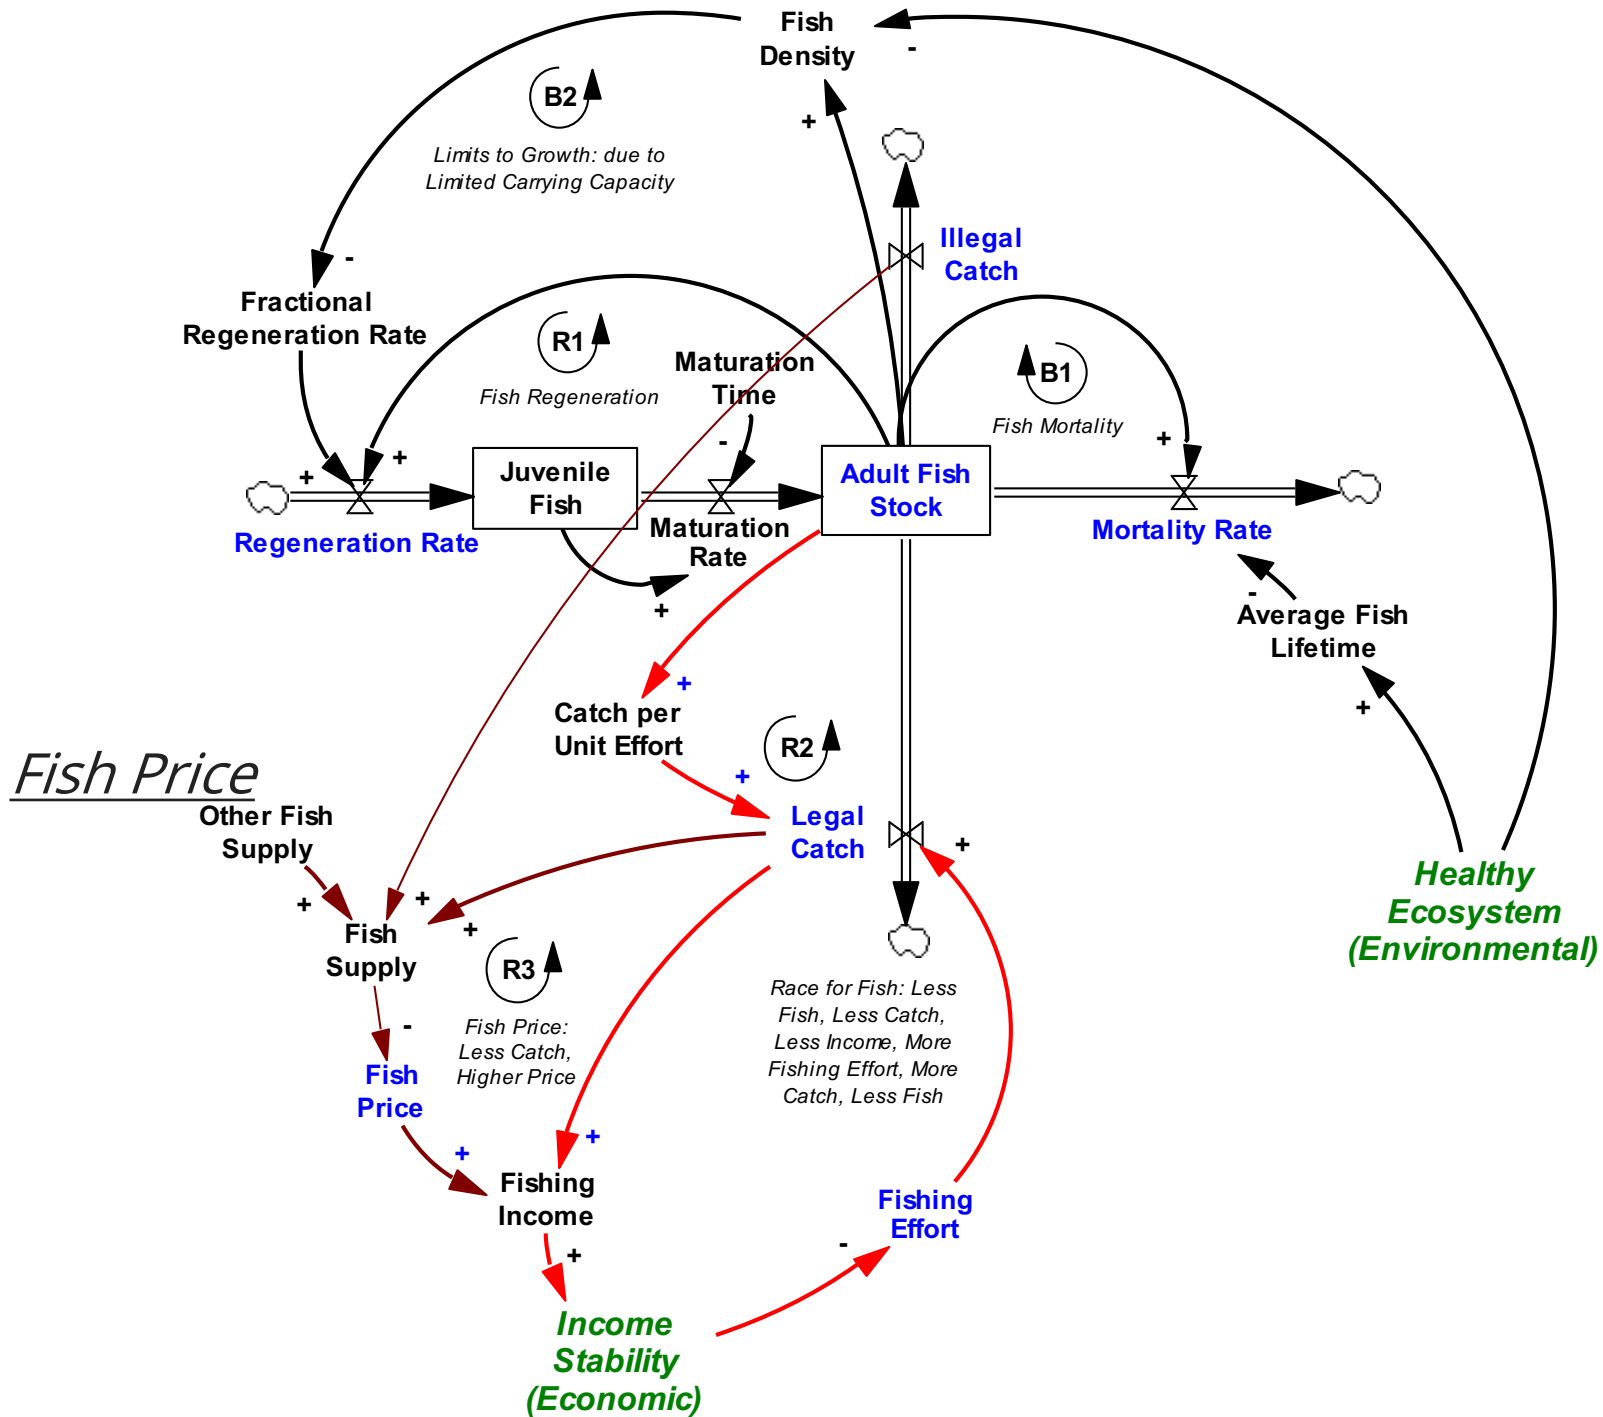 Fish
Density
-
+
B2
Limits to Growth: due to
Limited Carrying Capacity
-
Illegal
Catch
Fractional
Regeneration Rate
R1
Fish Regeneration
Maturation
Time
-
B1
Fish Mortality
+
+
+
Juvenile
Fish
Adult Fish
Stock
Regeneration Rate
Maturation
Rate
+
Mortality Rate
-
Average Fish
Lifetime
+
+
Catch per
Unit Effort
R2
+
Fish Price
Other Fish
Supply
+
Legal
Catch
+
Healthy
Ecosystem
(Environmental)
+
+
Fish
Supply
R3
Fish Price:
Less Catch,
Higher Price
-
Race for Fish: Less
Fish, Less Catch,
Less Income, More
Fishing Effort, More
Catch, Less Fish
Fish
Price
+
+
Fishing
Income
+
Fishing
Effort
-
Income
Stability
(Economic)